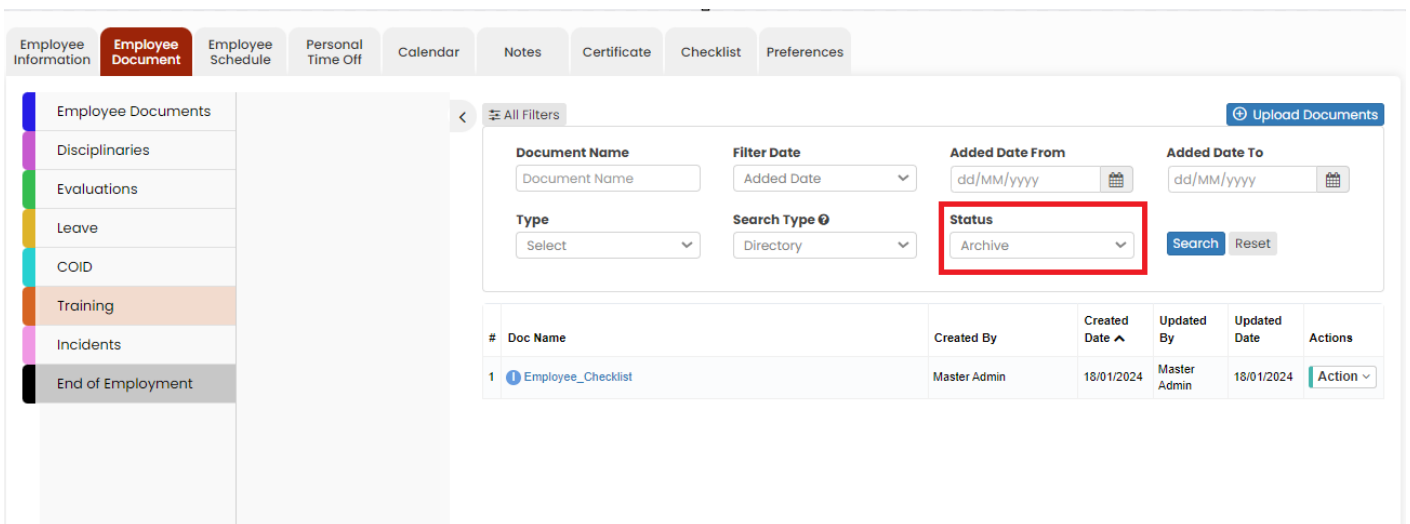 Employee Information
Employee Document
Employee Schedule
Personal Time Off
Calendar
Notes
Certificate
Checklist
Preferences
Employee Documents
Disciplinaries
Evaluations
Leave
COID
Training
Incidents
End of Employment
All Filters
Upload Documents
Document Name
Filter Date
Added Date From
Added Date To
Document Name
Added Date
dd/MM/yyyy
dd/MM/yyyy
Type
Search Type
Status
Select
Directory
Archive
Search
Reset
# Doc Name Created By Created Date Updated By Updated Date Actions
1 Employee_Checklist Master Admin 18/01/2024 Master Admin 18/01/2024 Action